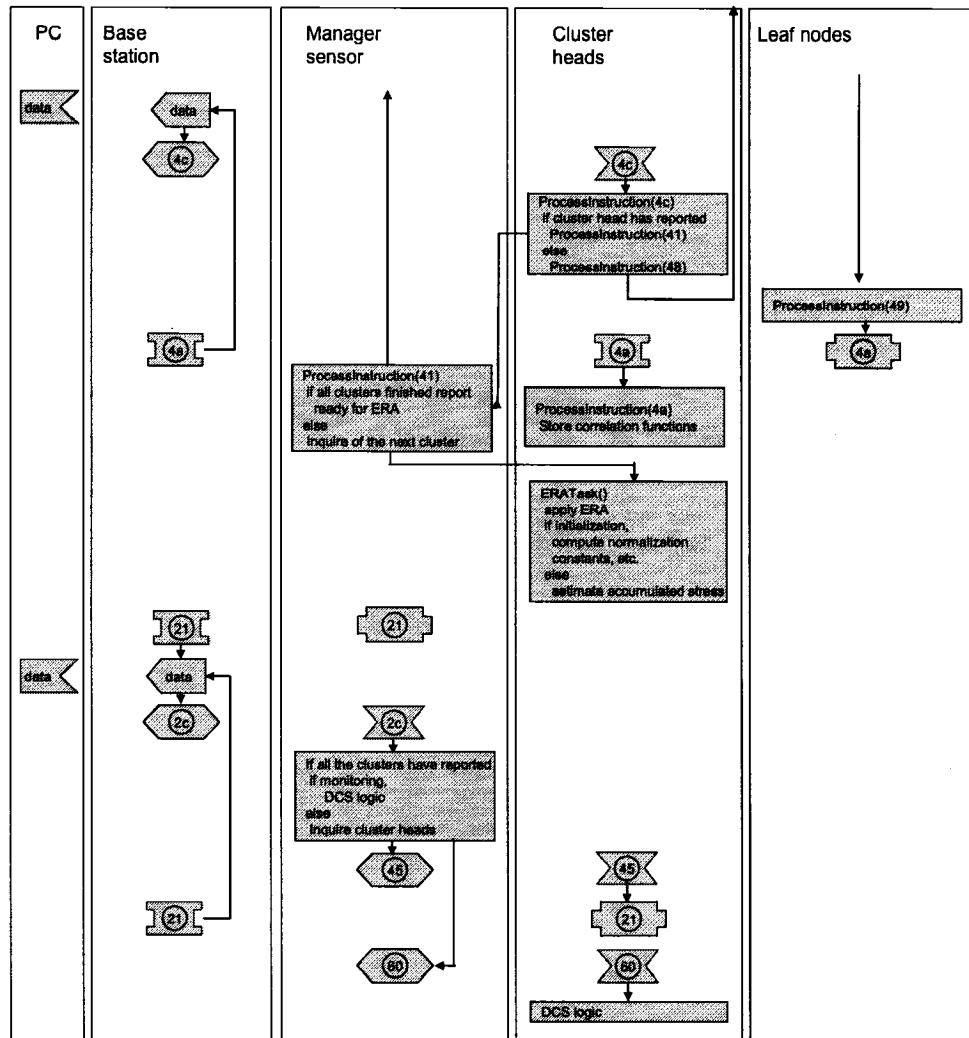 PC
Base
station
Manager
sensor
Cluster
heads
Leaf nodes
data
data
4c
4c
ProcessInstruction(4c)
if cluster head has reported
ProcessInstruction(41)
else
ProcessInstruction(48)
ProcessInstruction(49)
4a
4a
4a
ProcessInstruction(41)
if all clusters finished report
ready for ERA
else
Inquire of the next cluster
ProcessInstruction(4a)
Store correlation functions
ERATask()
apply ERA
if initialization,
compute normalization
constants, etc.
else
estimate accumulated stress
21
21
data
data
2c
2c
If all the clusters have reported
if monitoring,
DCS logic
else
Inquire cluster heads
45
45
21
21
60
60
DCS logic